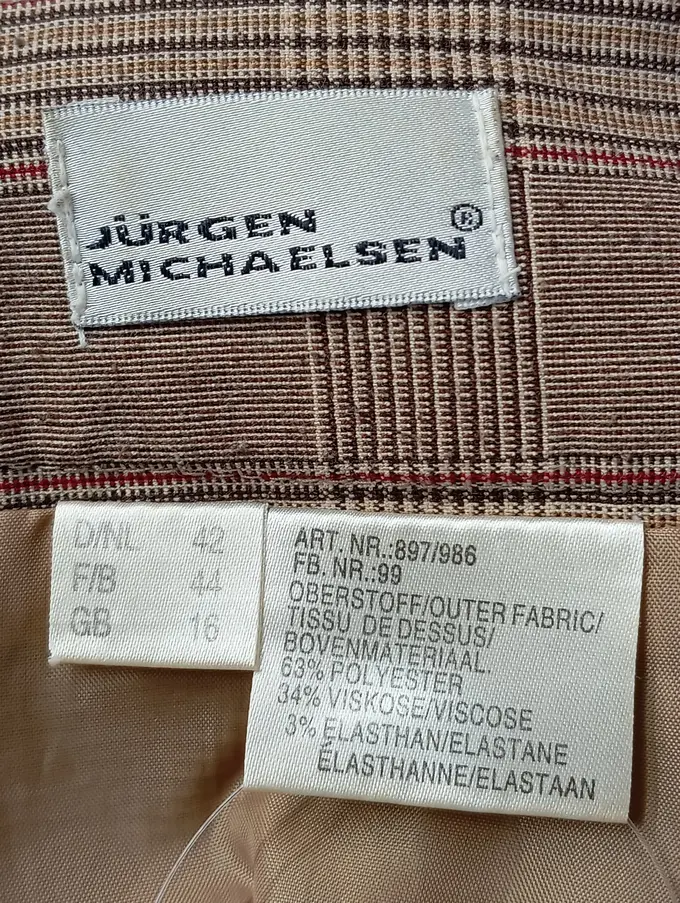 JÜRGEN
MICHAELSEN®
D/NL 42
F/B 44
GB 16
ART. NR.:897/986
FB. NR.:99
OBERSTOFF/OUTER FABRIC/
TISSU DE DESSUS/
BOVENMATERIAAL.
63% POLYESTER
34% VISKOSE/VISCOSE
3% ELASTHAN/ELASTANE
ÉLASTHANNE/ELASTAAN